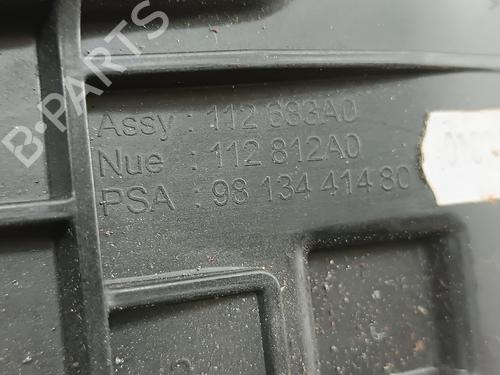 B-PARTS
Assy : 112 683A0
Nue : 112 812A0
PSA : 98 134 414 80